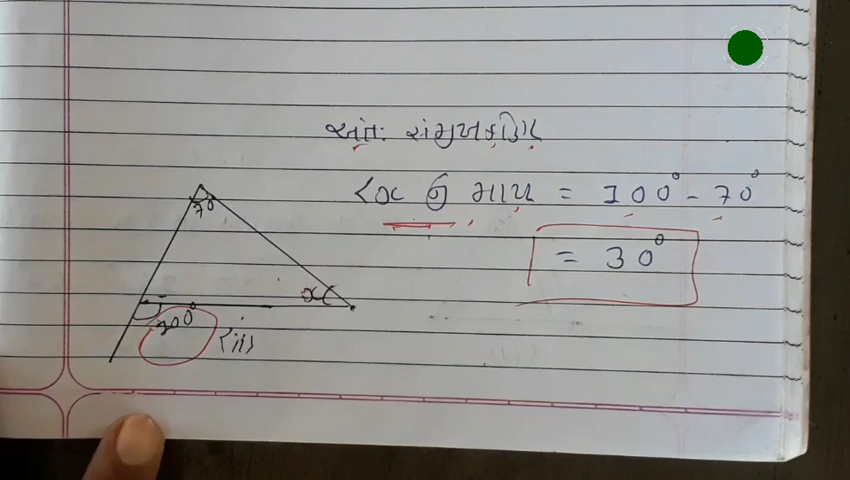 અંતઃ સંમુખકોણ
<x નું માપ = 100° - 70°
= 30°
70°
x
100°
(ii)